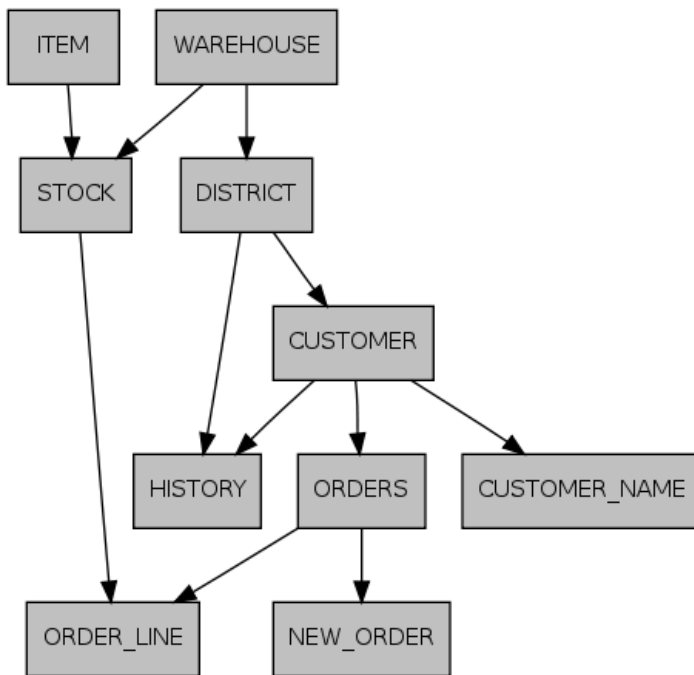 ITEM
WAREHOUSE
STOCK
DISTRICT
CUSTOMER
HISTORY
ORDERS
CUSTOMER_NAME
ORDER_LINE
NEW_ORDER